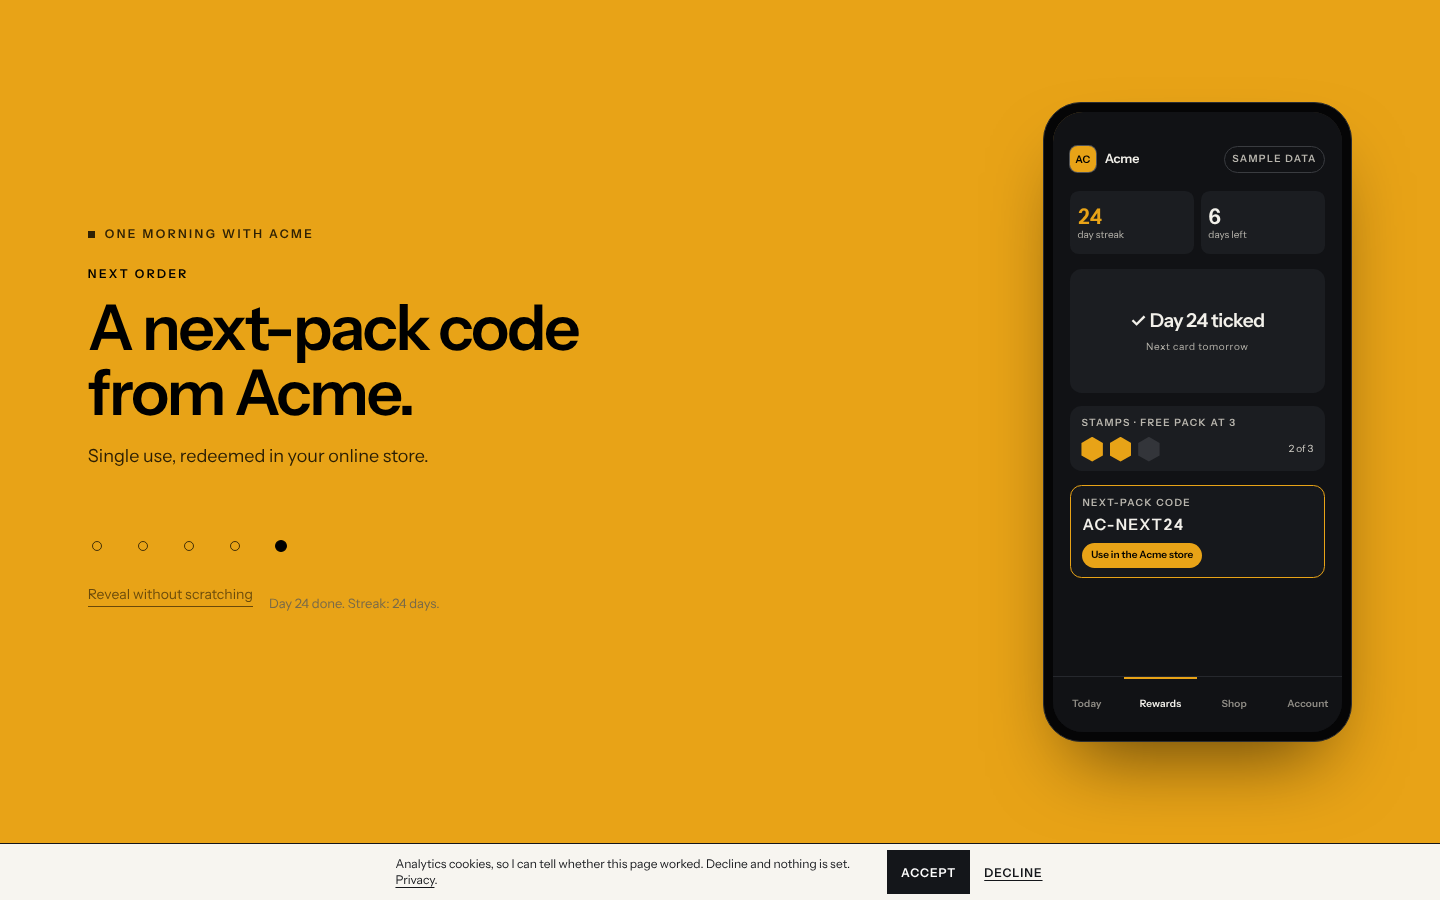 ONE MORNING WITH ACME
NEXT ORDER
A next-pack code
from Acme.
Single use, redeemed in your online store.
Reveal without scratching
Day 24 done. Streak: 24 days.
AC
Acme
SAMPLE DATA
24
day streak
6
days left
✓ Day 24 ticked
Next card tomorrow
STAMPS · FREE PACK AT 3
2 of 3
NEXT-PACK CODE
AC-NEXT24
Use in the Acme store
Today
Rewards
Shop
Account
Analytics cookies, so I can tell whether this page worked. Decline and nothing is set.
Privacy.
ACCEPT
DECLINE